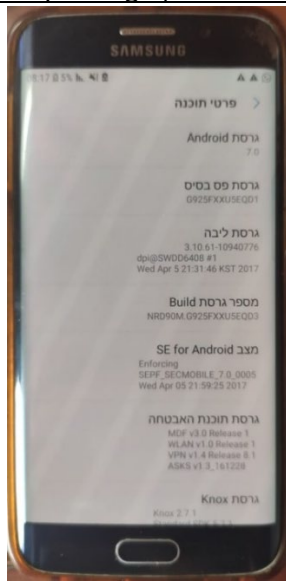 SAMSUNG
09:17 5%
פרטי תוכנה
גרסת Android
7.0
גרסת פס בסיס
G925FXXU5EQD1
גרסת ליבה
3.10.61-10940776
dpi@SWDD6408 #1
Wed Apr 5 21:31:46 KST 2017
מספר גרסת Build
NRD90M.G925FXXU5EQD3
מצב SE for Android
Enforcing
SEPF_SECMOBILE_7.0_0005
Wed Apr 05 21:59:25 2017
גרסת תוכנת האבטחה
MDF v3.0 Release 1
WLAN v1.0 Release 1
VPN v1.4 Release 8.1
ASKS v1.3_161228
גרסת Knox
Knox 2.7.1